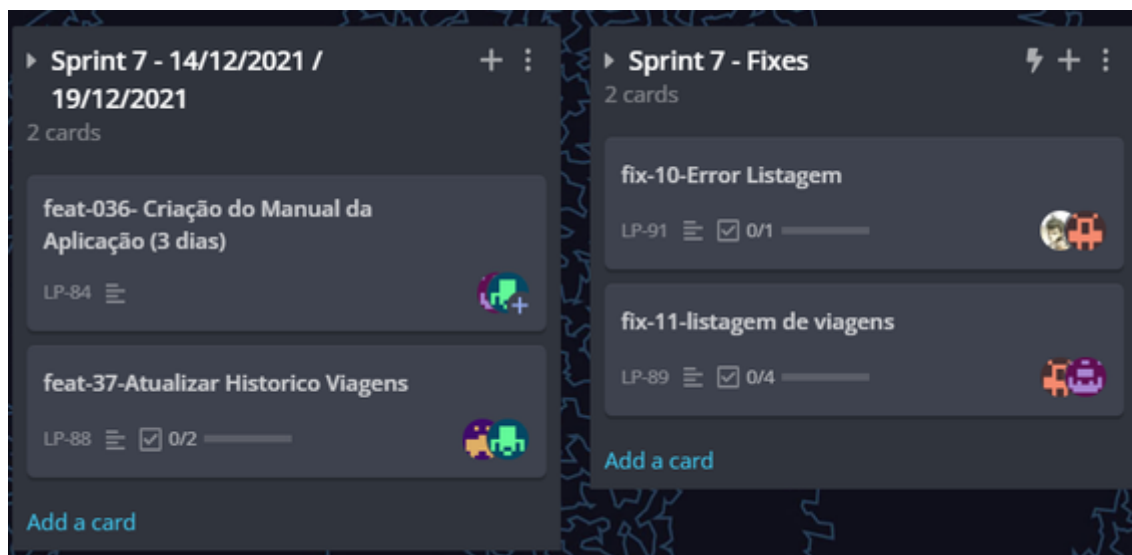 Sprint 7 - 14/12/2021 /
19/12/2021
2 cards
feat-036- Criação do Manual da
Aplicação (3 dias)
LP-84
feat-37-Atualizar Historico Viagens
LP-88 0/2
Add a card
Sprint 7 - Fixes
2 cards
fix-10-Error Listagem
LP-91 0/1
fix-11-listagem de viagens
LP-89 0/4
Add a card